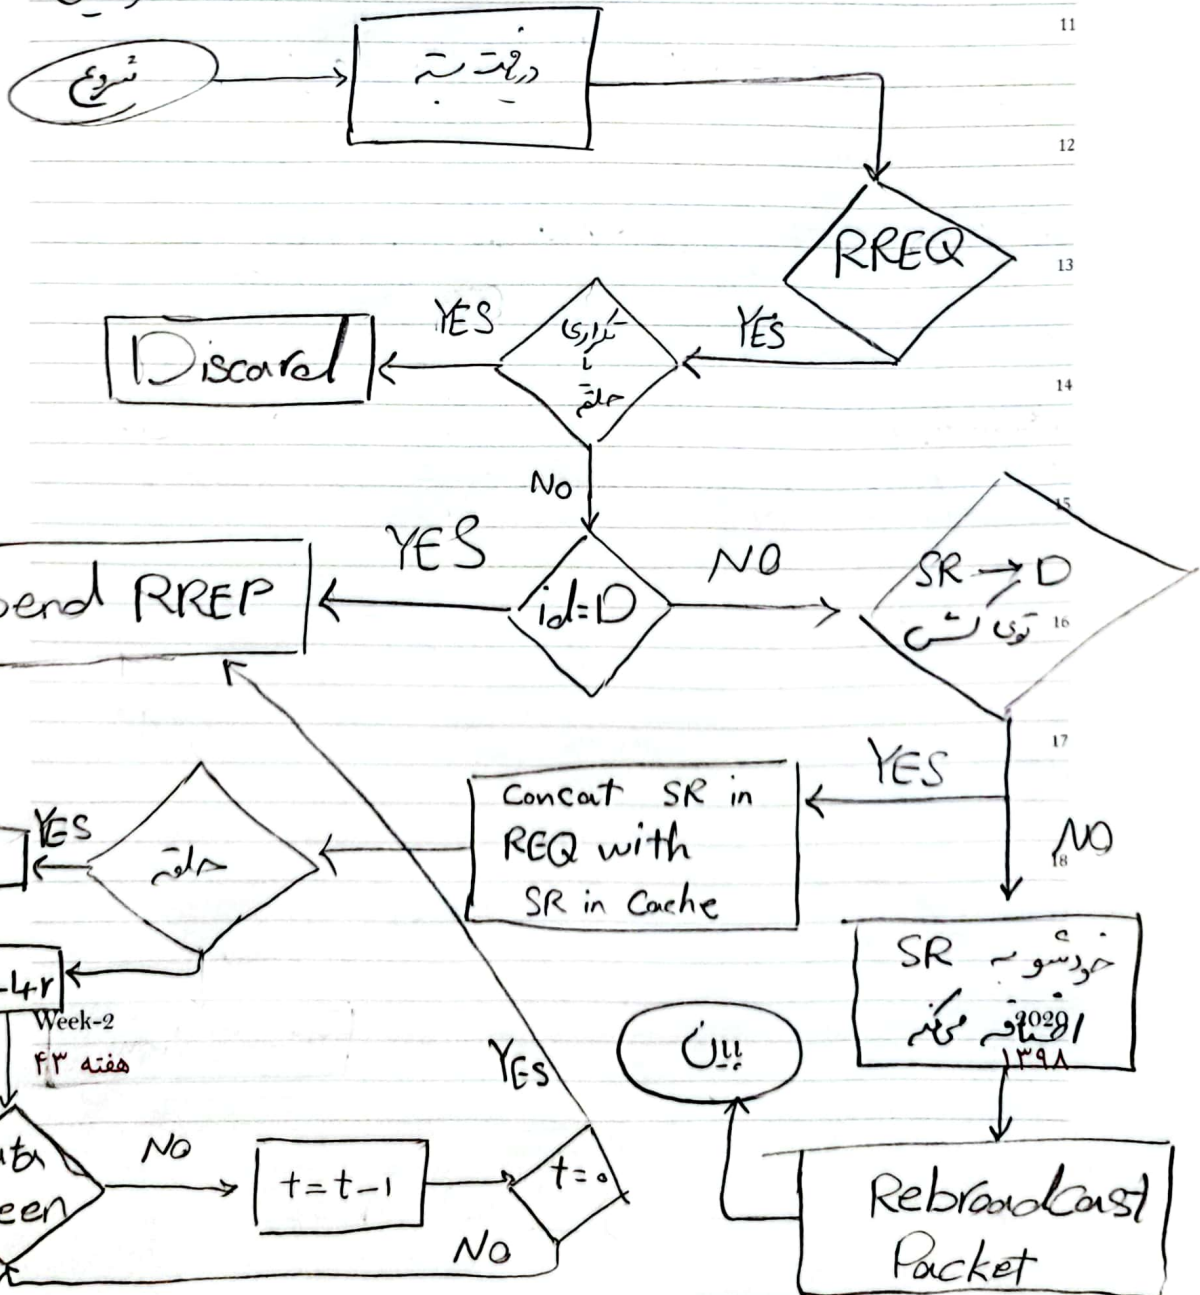 11
شروع
دریافت بسته
12
RREQ
13
YES
تکراری
یا
حلقه
YES
Discard
14
NO
15
YES
NO
id=D
send RREP
SR → D
توی کش
16
17
YES
NO
18
Concat SR in
REQ with
SR in Cache
حلقه
YES
خودشو به SR
اضافه می‌کنه
2020
۱۳۹۸
Week-2
هفته ۴۳
پایان
YES
NO
t=t-1
t=0
NO
Rebroadcast
Packet